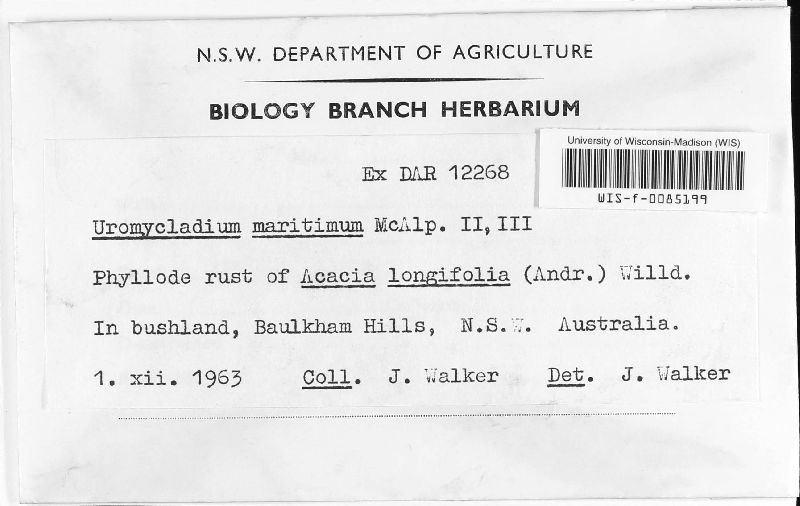 N.S.W. DEPARTMENT OF AGRICULTURE
BIOLOGY BRANCH HERBARIUM
University of Wisconsin-Madison (WIS)
WIS-f-0085199
Ex DAR 12268
Uromycladium maritimum McAlp. II, III
Phyllode rust of Acacia longifolia (Andr.) Willd.
In bushland, Baulkham Hills, N.S.W. Australia.
1. xii. 1963 Coll. J. Walker Det. J. Walker